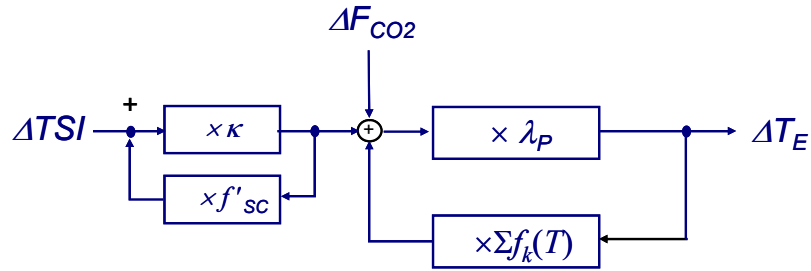 ΔF_CO2
+
ΔTSI
×κ
+
× λ_P
ΔT_E
×f'_SC
×Σf_k(T)